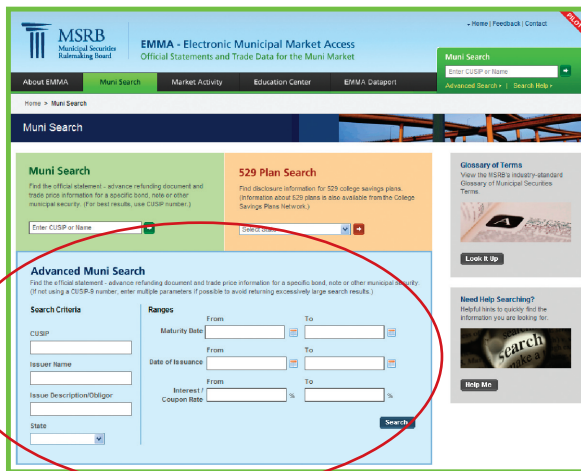 PILOT
Home | Feedback | Contact
MSRB
Municipal Securities
Rulemaking Board
EMMA - Electronic Municipal Market Access
Official Statements and Trade Data for the Muni Market
Muni Search
Enter CUSIP or Name
Advanced Search | Search Help
About EMMA Muni Search Market Activity Education Center EMMA Dataport
Home > Muni Search
Muni Search
Muni Search
Find the official statement - advance refunding document and
trade price information for a specific bond, note or other
municipal security. (For best results, use CUSIP number.)
Enter CUSIP or Name
529 Plan Search
Find disclosure information for 529 college savings plans.
(Information about 529 plans is also available from the College
Savings Plans Network.)
Select State
Glossary of Terms
View the MSRB's industry-standard
Glossary of Municipal Securities
Terms.
Look It Up
Advanced Muni Search
Find the official statement - advance refunding document and trade price information for a specific bond, note or other municipal security.
(If not using a CUSIP-9 number, enter multiple parameters if possible to avoid returning excessively large search results.)
Search Criteria
CUSIP
Issuer Name
Issue Description/Obligor
State
Ranges
From To
Maturity Date
From To
Date of Issuance
From To
Interest /
Coupon Rate % %
Search
Need Help Searching?
Helpful hints to quickly find the
information you are looking for.
search
Help Me